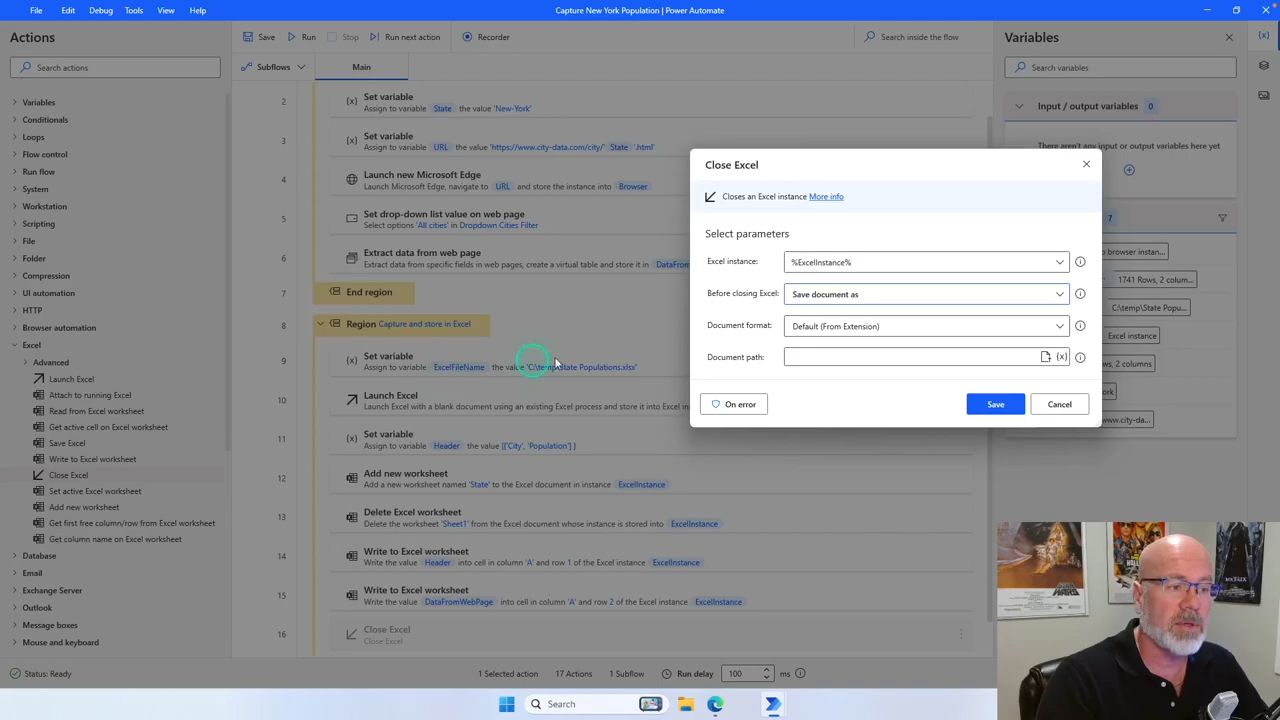 File Edit Debug Tools View Help
Capture New York Population | Power Automate
Actions
Search actions
Variables
Conditionals
Loops
Flow control
Run flow
System
Workstation
Scripting
File
Folder
Compression
UI automation
HTTP
Browser automation
Excel
Advanced
Launch Excel
Attach to running Excel
Read from Excel worksheet
Get active cell on Excel worksheet
Save Excel
Write to Excel worksheet
Close Excel
Set active Excel worksheet
Add new worksheet
Get first free column/row from Excel worksheet
Get column name on Excel worksheet
Database
Email
Exchange Server
Outlook
Message boxes
Mouse and keyboard
Save Run Stop Run next action Recorder
Search inside the flow
Subflows Main
2 Set variable
Assign to variable State the value 'New-York'
3 Set variable
Assign to variable URL the value 'https://www.city-data.com/city/' State '.html'
4 Launch new Microsoft Edge
Launch Microsoft Edge, navigate to URL and store the instance into Browser
5 Set drop-down list value on web page
Select options 'All cities' in Dropdown Cities Filter
6 Extract data from web page
Extract data from specific fields in web pages, create a virtual table and store it in
7 End region
8 Region Capture and store in Excel
9 Set variable
Assign to variable ExcelFileName the value 'C:\temp\State Populations.xlsx'
10 Launch Excel
Launch Excel with a blank document using an existing Excel process and store it into
11 Set variable
Assign to variable Header the value {['City', 'Population'] }
12 Add new worksheet
Add a new worksheet named 'State' to the Excel document in instance ExcelInstance
13 Delete Excel worksheet
Delete the worksheet 'Sheet1' from the Excel document whose instance is stored into ExcelInstance
14 Write to Excel worksheet
Write the value Header into cell in column 'A' and row 1 of the Excel instance ExcelInstance
15 Write to Excel worksheet
Write the value DataFromWebPage into cell in column 'A' and row 2 of the Excel instance ExcelInstance
16 Close Excel
Close Excel
Close Excel
Closes an Excel instance More info
Select parameters
Excel instance: %ExcelInstance%
Before closing Excel: Save document as
Document format: Default (From Extension)
Document path: {x}
On error Save Cancel
Variables
Search variables
Input / output variables 0
There aren't any input or output variables here yet
7
1741 Rows, 2 colum...
C:\temp\State Popul...
Status: Ready
1 Selected action 17 Actions 1 Subflow Run delay 100 ms
Search